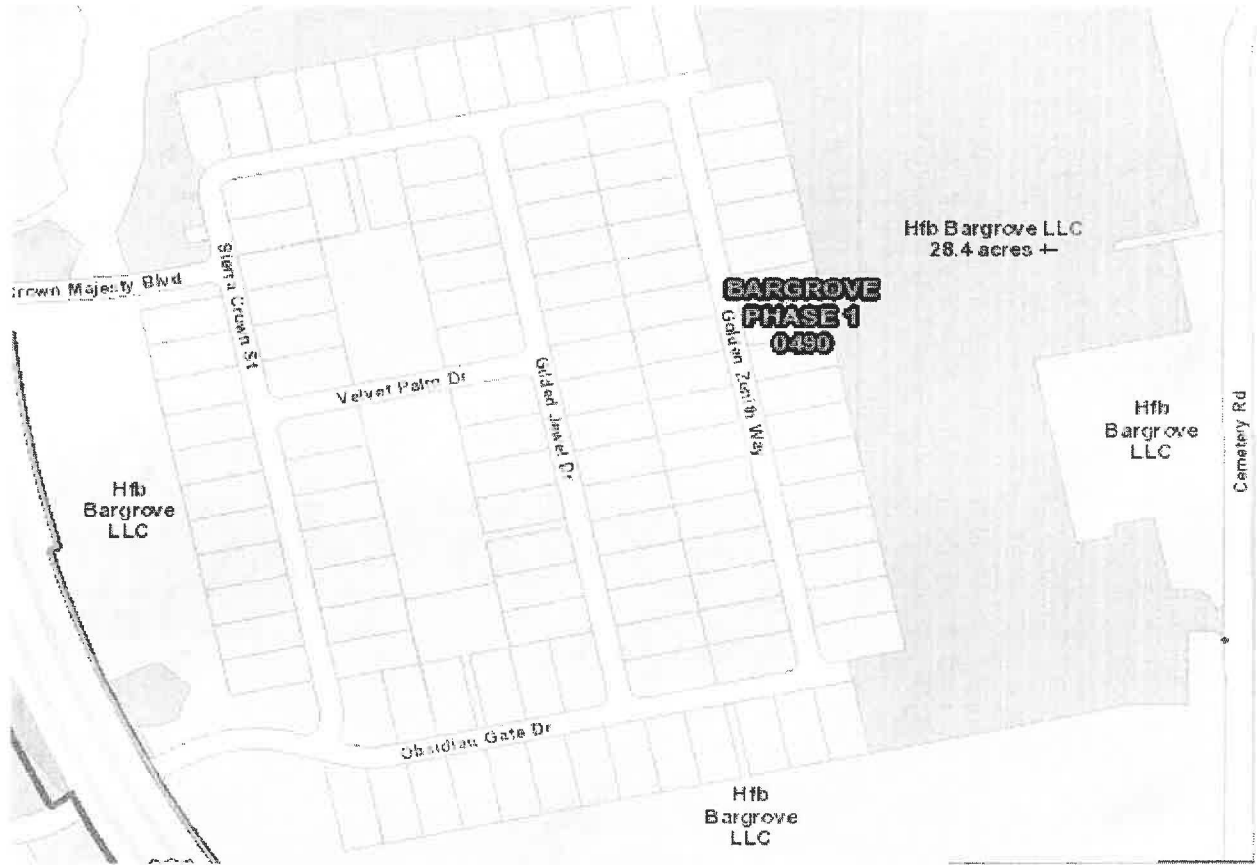 Hfb Bargrove LLC
28.4 acres +-
Crown Majesty Blvd
Sienna Crown St
BARGROVE
PHASE 1
0490
Golden Zenith Way
Velvet Palm Dr
Gilded Jewel Dr
Hfb
Bargrove
LLC
Cemetery Rd
Hfb
Bargrove
LLC
Obsidian Gate Dr
Hfb
Bargrove
LLC